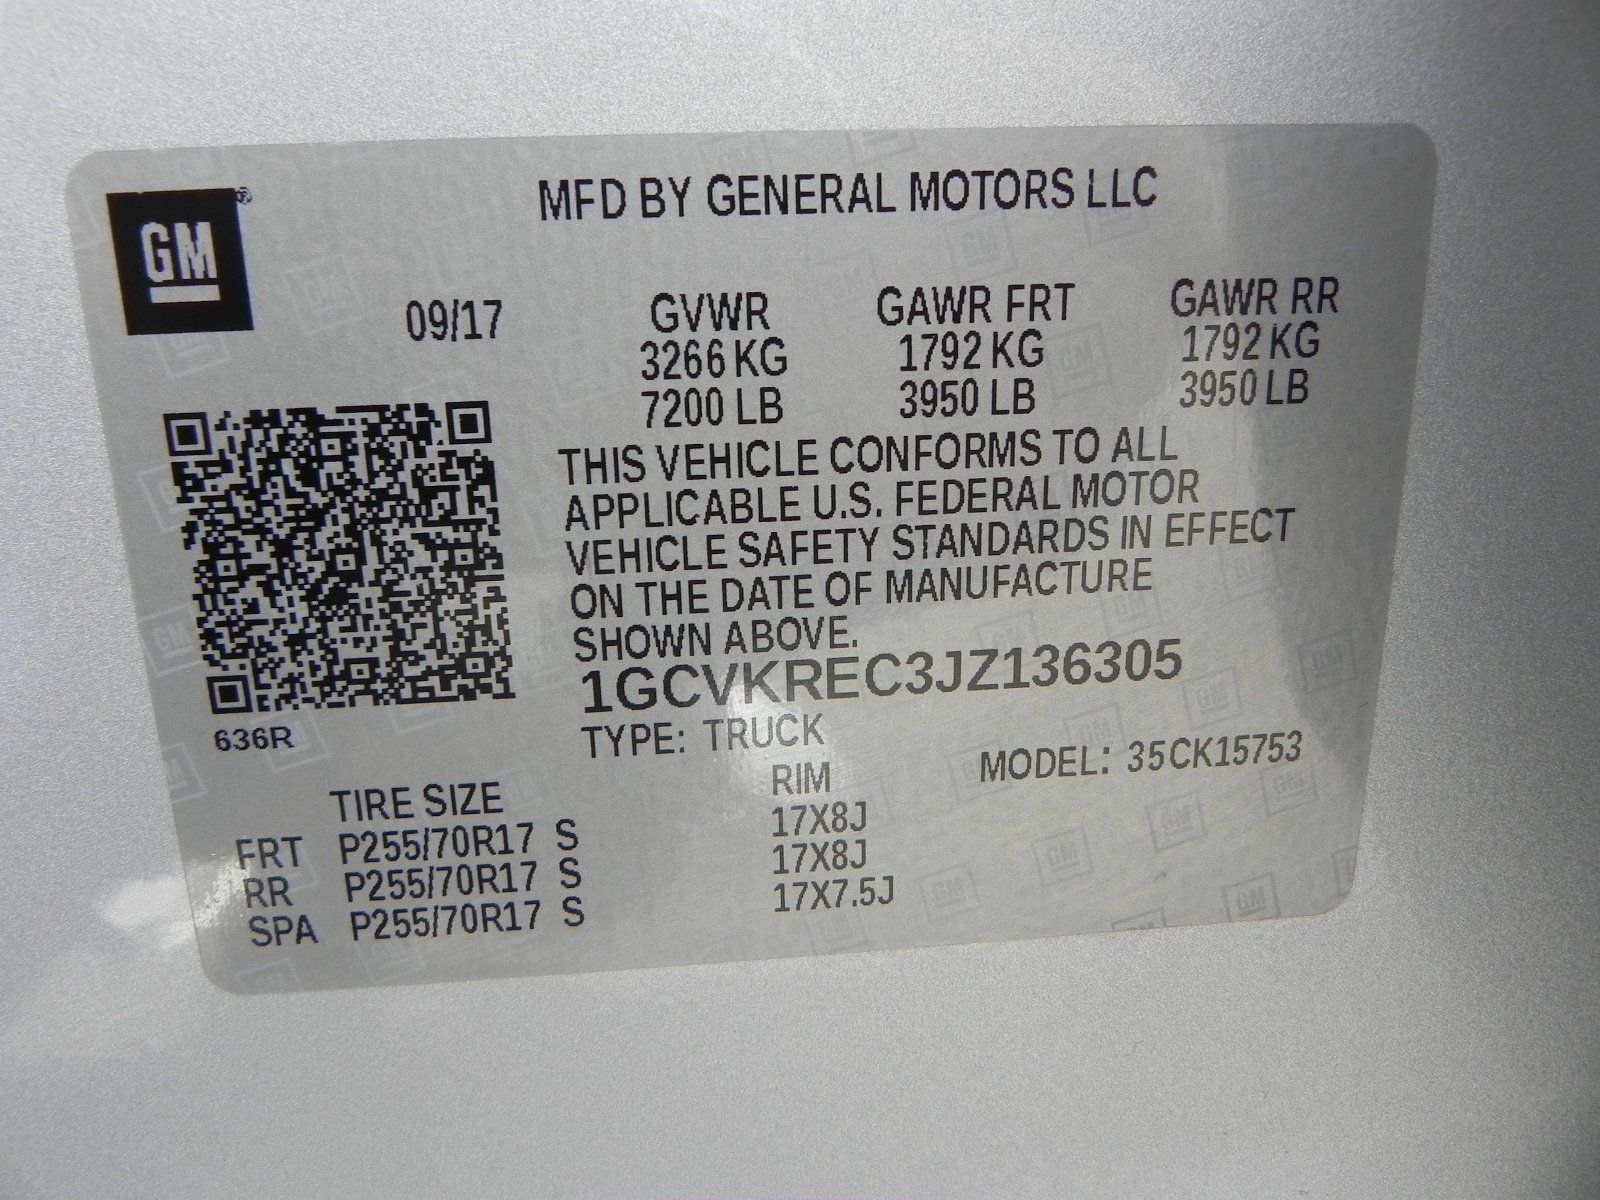 GM ®
MFD BY GENERAL MOTORS LLC
09/17 GVWR GAWR FRT GAWR RR
3266 KG 1792 KG 1792 KG
7200 LB 3950 LB 3950 LB
THIS VEHICLE CONFORMS TO ALL
APPLICABLE U.S. FEDERAL MOTOR
VEHICLE SAFETY STANDARDS IN EFFECT
ON THE DATE OF MANUFACTURE
SHOWN ABOVE.
1GCVKREC3JZ136305
636R
TYPE: TRUCK
MODEL: 35CK15753
TIRE SIZE RIM
FRT P255/70R17 S 17X8J
RR P255/70R17 S 17X8J
SPA P255/70R17 S 17X7.5J